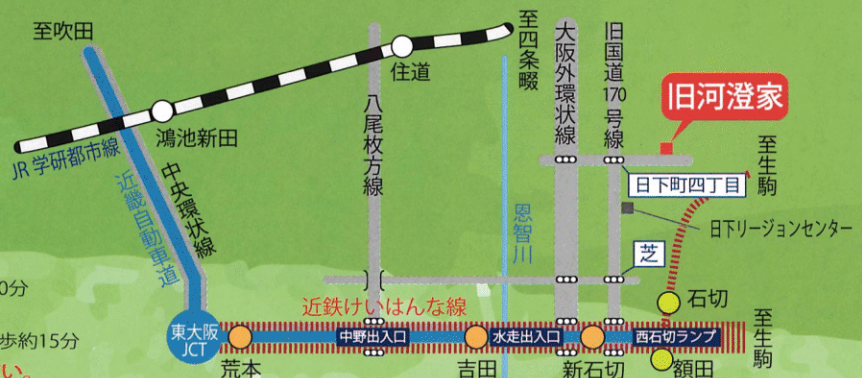 至吹田
住道
至四条畷
大阪外環状線
旧国道170号線
旧河澄家
鴻池新田
JR学研都市線
八尾枚方線
中央環状線
近畿自動車道
至生駒
日下町四丁目
恩智川
日下リージョンセンター
芝
0分
近鉄けいはんな線
石切
歩約15分
東大阪
JCT
中野出入口
水走出入口
西石切ランプ
至生駒
荒本
吉田
新石切
額田
い。